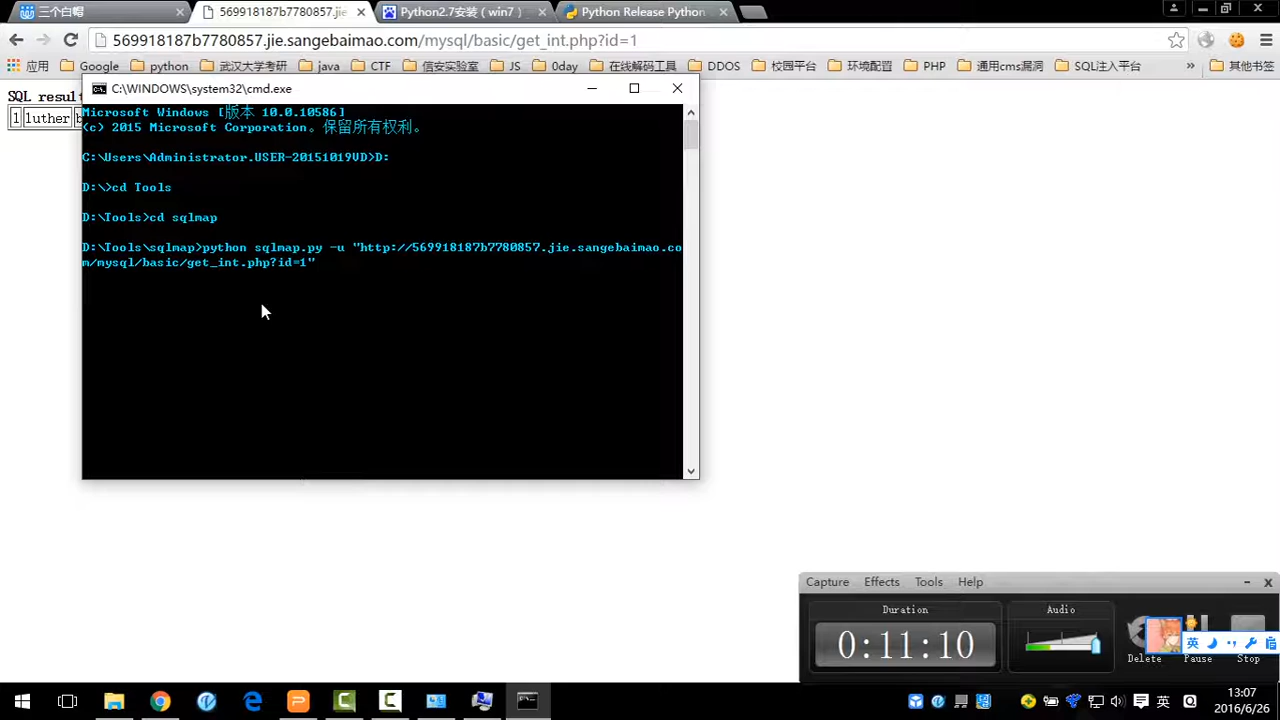 三个白帽
569918187b7780857.jie
Python2.7安装（win7）
Python Release Python
569918187b7780857.jie.sangebaimao.com/mysql/basic/get_int.php?id=1
应用 Google python 武汉大学考研 java CTF 信安实验室 JS 0day 在线解码工具 DDOS 校园平台 环境配置 PHP 通用cms漏洞 SQL注入平台 » 其他书签
SQL resul
1 luther b
C:\WINDOWS\system32\cmd.exe
Microsoft Windows [版本 10.0.10586]
(c) 2015 Microsoft Corporation。保留所有权利。
C:\Users\Administrator.USER-20151019VD>D:
D:\>cd Tools
D:\Tools>cd sqlmap
D:\Tools\sqlmap>python sqlmap.py -u "http://569918187b7780857.jie.sangebaimao.co
m/mysql/basic/get_int.php?id=1"
Capture Effects Tools Help
Duration
Audio
0:11:10
Delete Pause Stop
英
英
13:07
2016/6/26